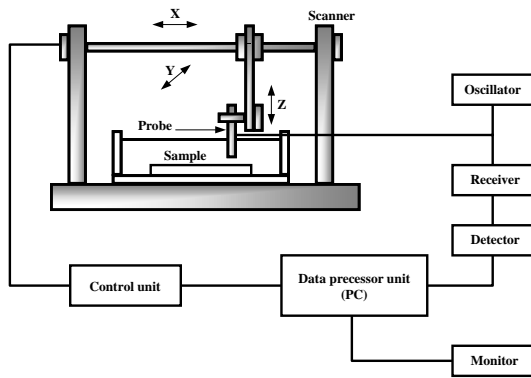 X
Scanner
Y
Z
Oscillator
Probe
Sample
Receiver
Detector
Control unit
Data precessor unit
(PC)
Monitor